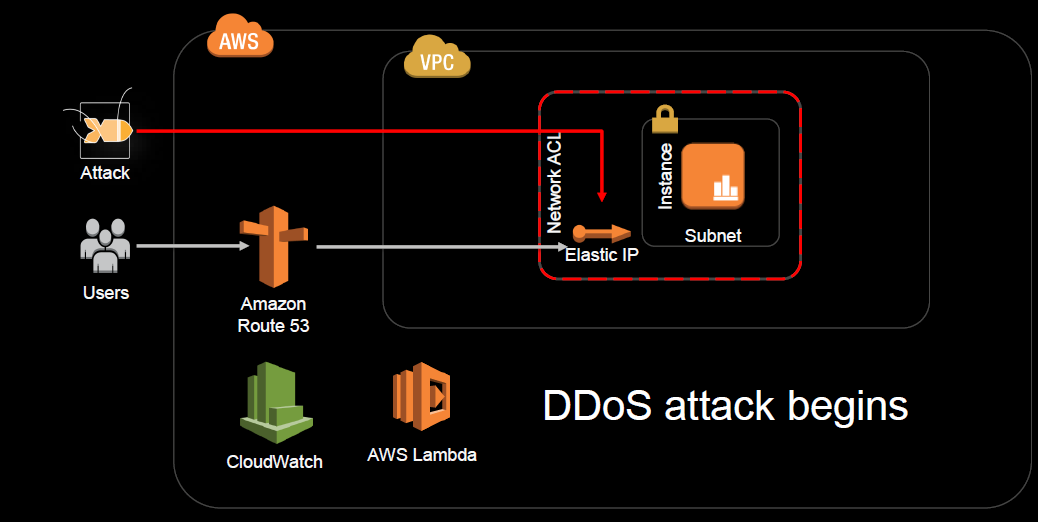 AWS
VPC
Attack
Network ACL
Instance
Subnet
Elastic IP
Users
Amazon
Route 53
CloudWatch
AWS Lambda
DDoS attack begins